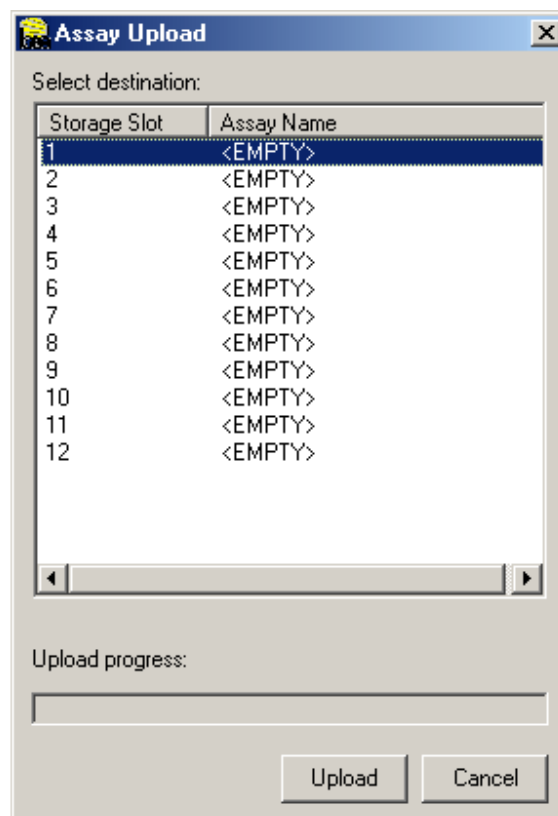 Assay Upload
Select destination:
Storage Slot Assay Name
1 <EMPTY>
2 <EMPTY>
3 <EMPTY>
4 <EMPTY>
5 <EMPTY>
6 <EMPTY>
7 <EMPTY>
8 <EMPTY>
9 <EMPTY>
10 <EMPTY>
11 <EMPTY>
12 <EMPTY>
Upload progress:
Upload Cancel